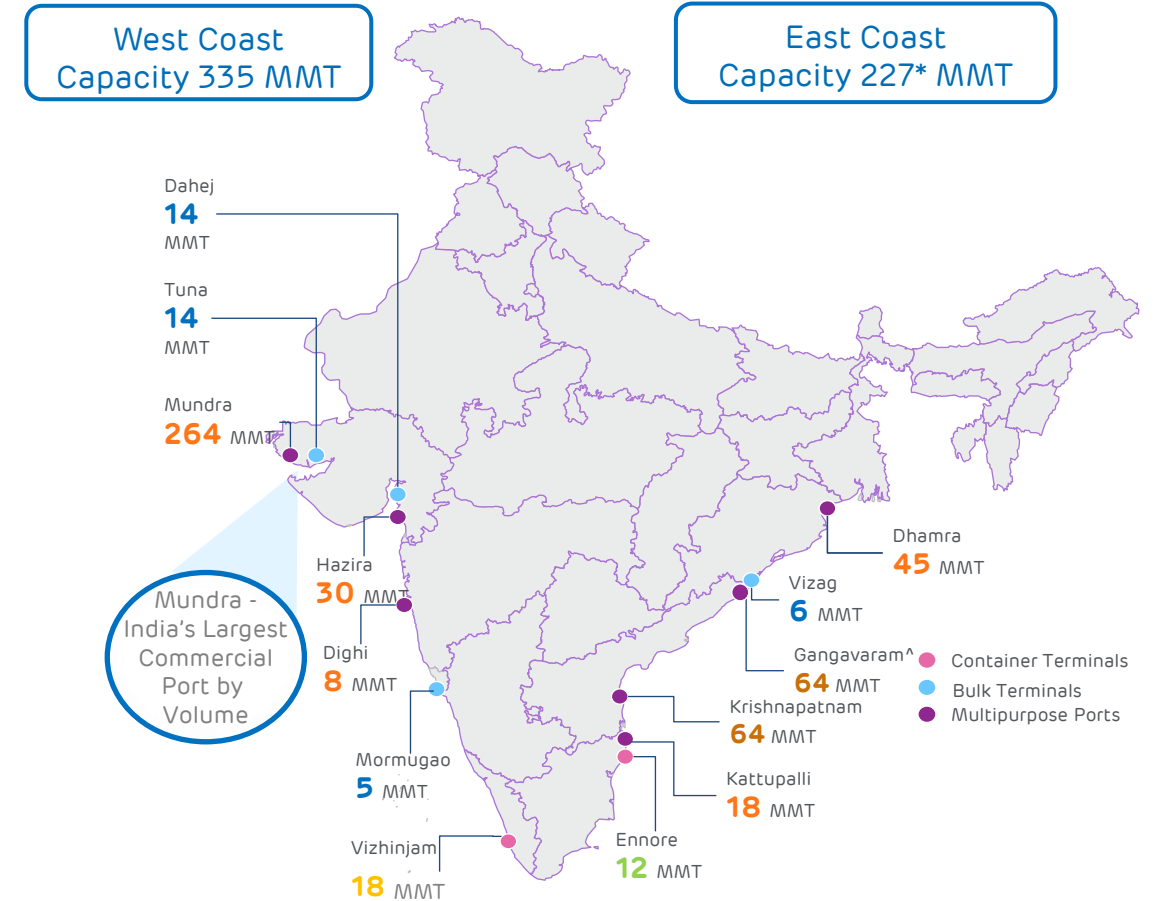 West Coast
Capacity 335 MMT
East Coast
Capacity 227* MMT
Dahej
14
MMT
Tuna
14
MMT
Mundra
264 MMT
Hazira
30 MMT
Mundra -
India's Largest
Commercial
Port by
Volume
Dighi
8 MMT
Mormugao
5 MMT
Vizhinjam
18 MMT
Dhamra
45 MMT
Vizag
6 MMT
Gangavaram^
64 MMT
Krishnapatnam
64 MMT
Kattupalli
18 MMT
Ennore
12 MMT
Container Terminals
Bulk Terminals
Multipurpose Ports